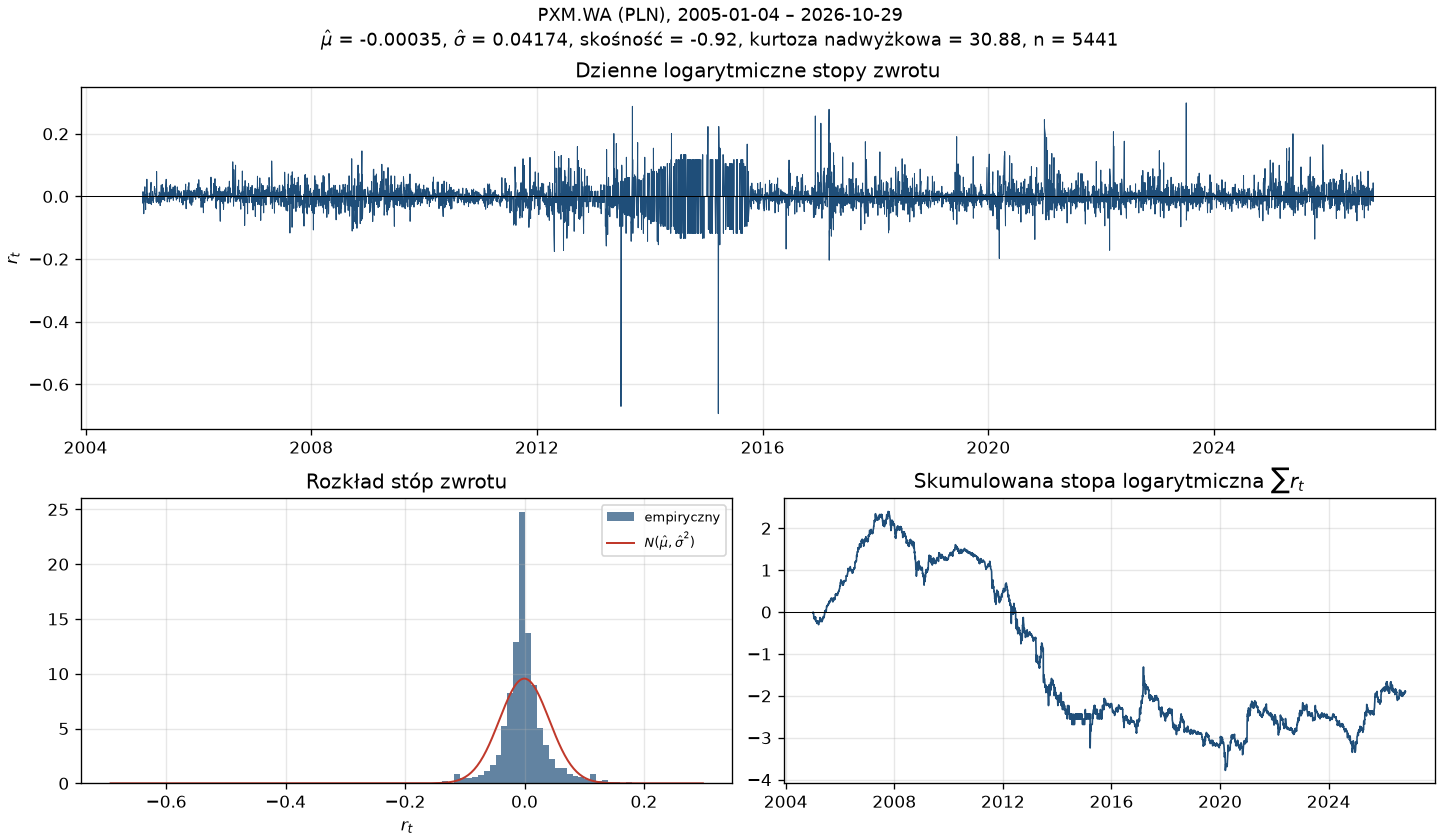 PXM.WA (PLN), 2005-01-04 – 2026-10-29
μ̂ = -0.00035, σ̂ = 0.04174, skośność = -0.92, kurtoza nadwyżkowa = 30.88, n = 5441
Dzienne logarytmiczne stopy zwrotu
r_t
0.2
0.0
−0.2
−0.4
−0.6
2004 2008 2012 2016 2020 2024
Rozkład stóp zwrotu
25
20
15
10
5
0
empiryczny
N(μ̂, σ̂²)
−0.6 −0.4 −0.2 0.0 0.2
r_t
Skumulowana stopa logarytmiczna ∑r_t
2
1
0
−1
−2
−3
−4
2004 2008 2012 2016 2020 2024